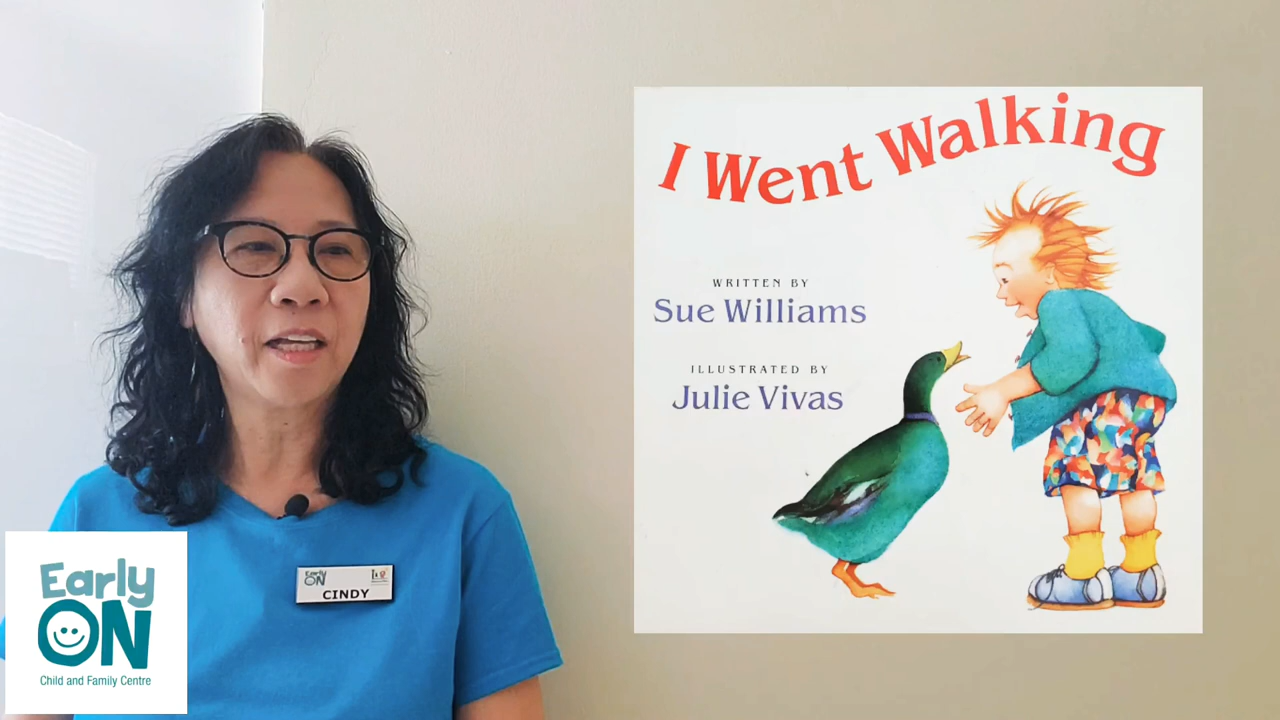 I Went Walking
WRITTEN BY
Sue Williams
ILLUSTRATED BY
Julie Vivas
Early
ON
CINDY
Early
ON
Child and Family Centre